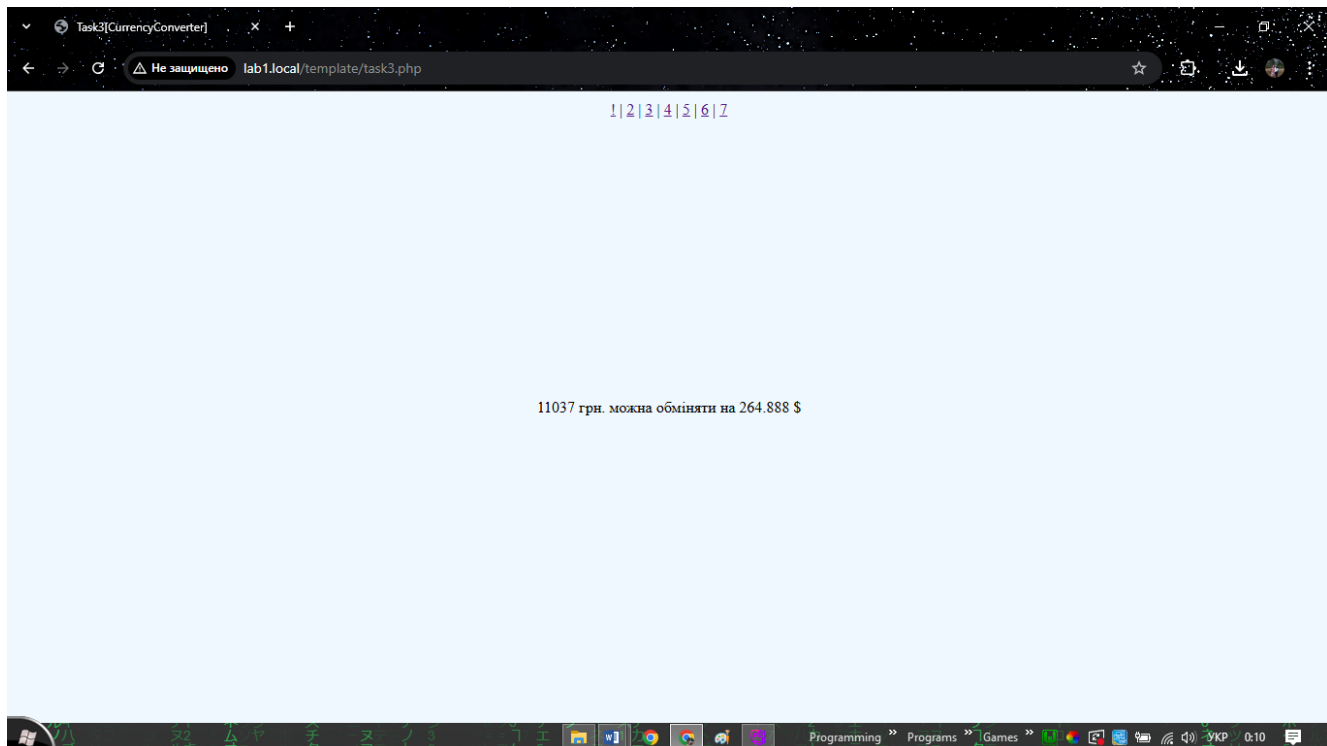 Task3[CurrencyConverter]
Не защищено lab1.local/template/task3.php
! | 2 | 3 | 4 | 5 | 6 | 7
11037 грн. можна обміняти на 264.888 $
Programming » Programs » Games » УКР 0:10